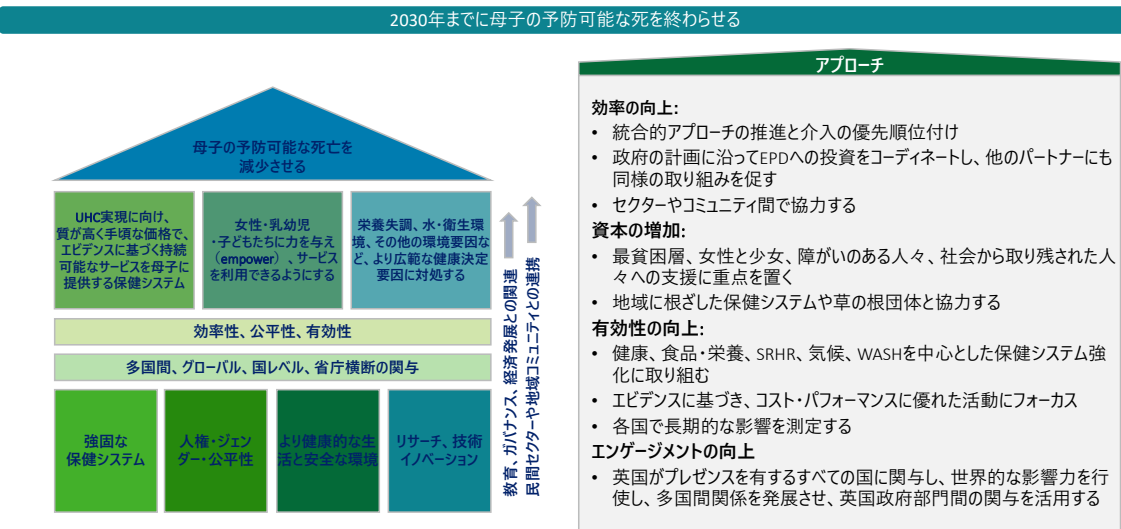 2030年までに母子の予防可能な死を終わらせる
母子の予防可能な死亡を
減少させる
UHC実現に向け、
質が高く手頃な価格で、
エビデンスに基づく持続
可能なサービスを母子に
提供する保健システム
女性・乳幼児
・子どもたちに力を与え
（empower）、サービス
を利用できるようにする
栄養失調、水・衛生環
境、その他の環境要因な
ど、より広範な健康決定
要因に対処する
効率性、公平性、有効性
多国間、グローバル、国レベル、省庁横断の関与
強固な
保健システム
人権・ジェン
ダー・公平性
より健康的な生
活と安全な環境
リサーチ、技術
イノベーション
教育、ガバナンス、経済発展との関連
民間セクターや地域コミュニティとの連携
アプローチ
効率の向上:
• 統合的アプローチの推進と介入の優先順位付け
• 政府の計画に沿ってEPDへの投資をコーディネートし、他のパートナーにも
同様の取り組みを促す
• セクターやコミュニティ間で協力する
資本の増加:
• 最貧困層、女性と少女、障がいのある人々、社会から取り残された人
々への支援に重点を置く
• 地域に根ざした保健システムや草の根団体と協力する
有効性の向上:
• 健康、食品・栄養、SRHR、気候、WASHを中心とした保健システム強
化に取り組む
• エビデンスに基づき、コスト・パフォーマンスに優れた活動にフォーカス
• 各国で長期的な影響を測定する
エンゲージメントの向上
• 英国がプレゼンスを有するすべての国に関与し、世界的な影響力を行
使し、多国間関係を発展させ、英国政府部門間の関与を活用する